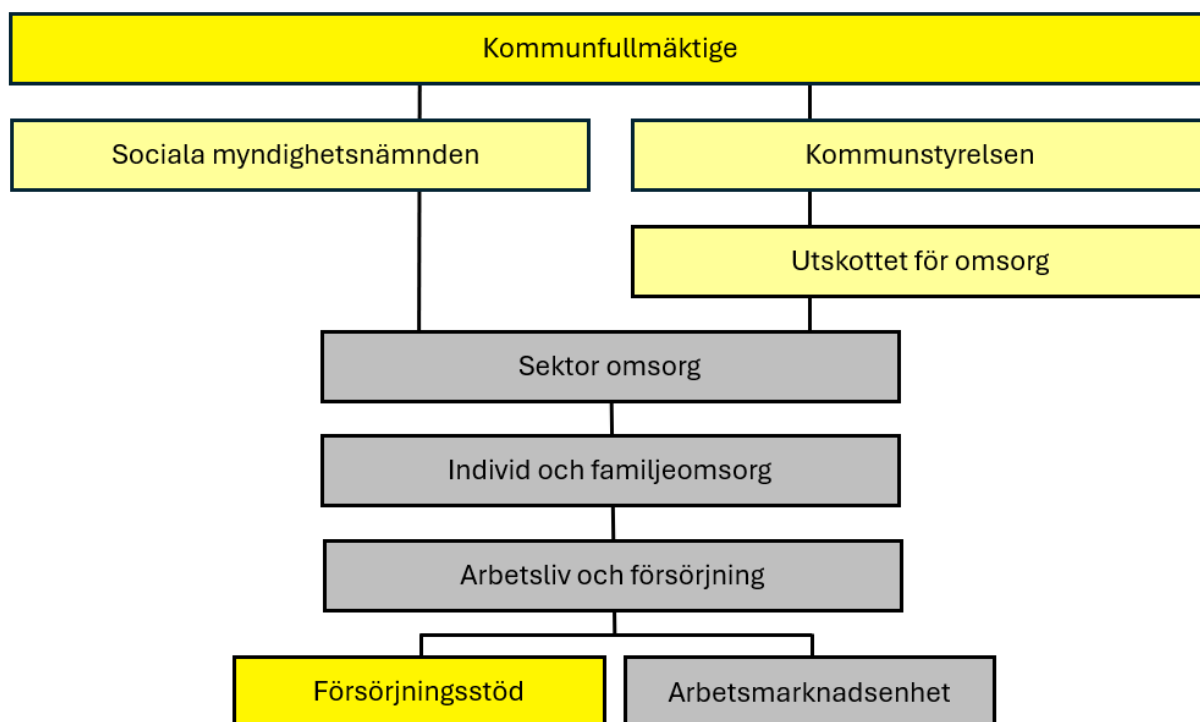 Kommunfullmäktige
Sociala myndighetsnämnden
Kommunstyrelsen
Utskottet för omsorg
Sektor omsorg
Individ och familjeomsorg
Arbetsliv och försörjning
Försörjningsstöd
Arbetsmarknadsenhet